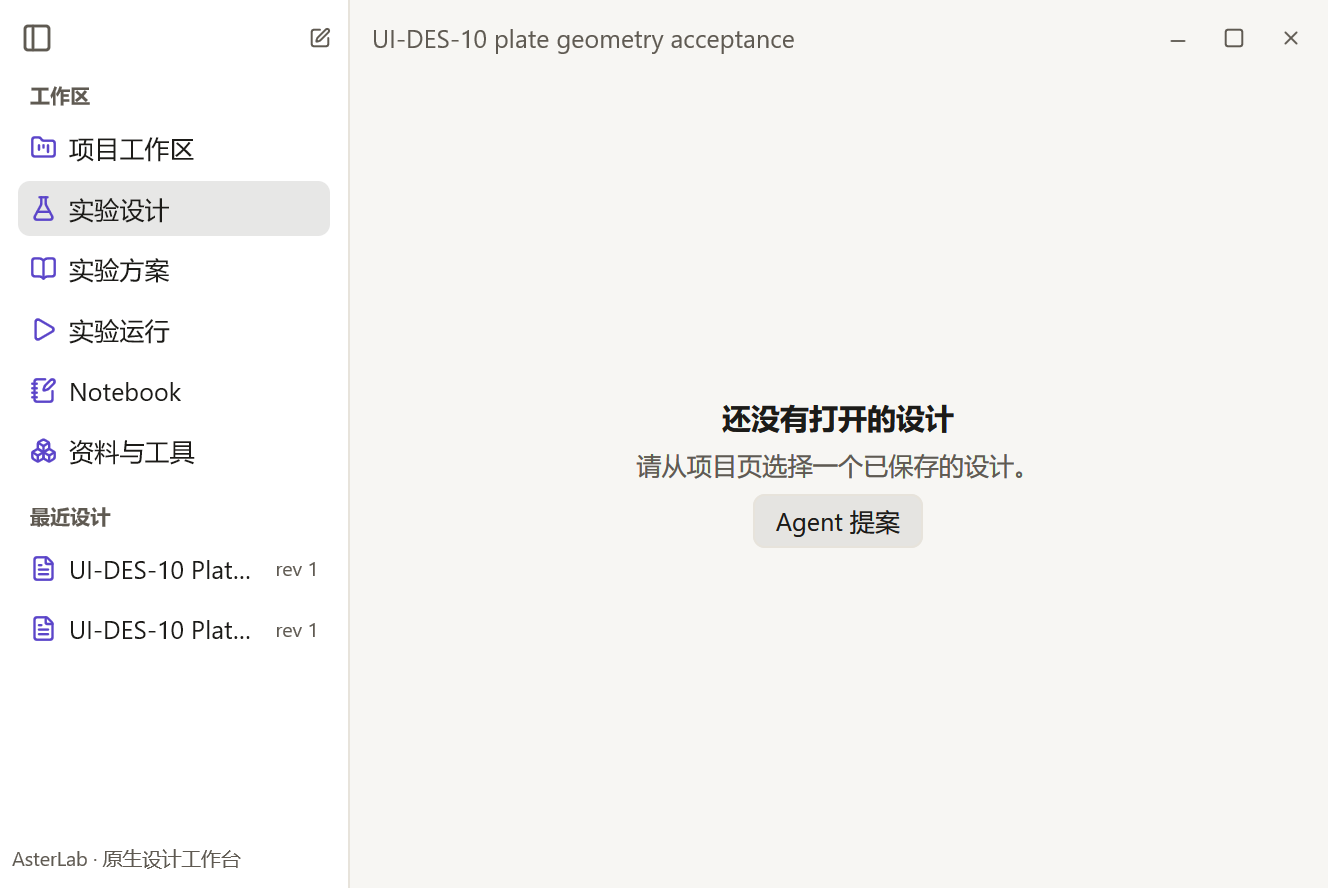 UI-DES-10 plate geometry acceptance
工作区
项目工作区
实验设计
实验方案
实验运行
Notebook
资料与工具
最近设计
UI-DES-10 Plat... rev 1
UI-DES-10 Plat... rev 1
AsterLab · 原生设计工作台
还没有打开的设计
请从项目页选择一个已保存的设计。
Agent 提案